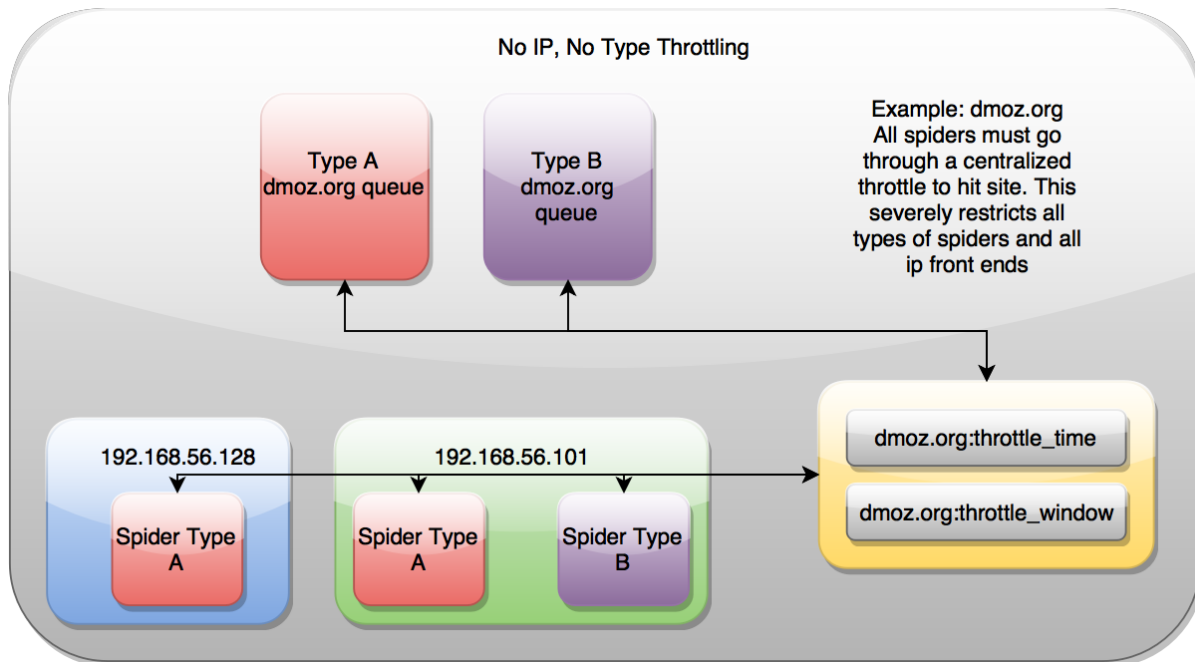 No IP, No Type Throttling
Type A
dmoz.org queue
Type B
dmoz.org
queue
Example: dmoz.org
All spiders must go
through a centralized
throttle to hit site. This
severely restricts all
types of spiders and all
ip front ends
192.168.56.128
Spider Type
A
192.168.56.101
Spider Type
A
Spider Type
B
dmoz.org:throttle_time
dmoz.org:throttle_window